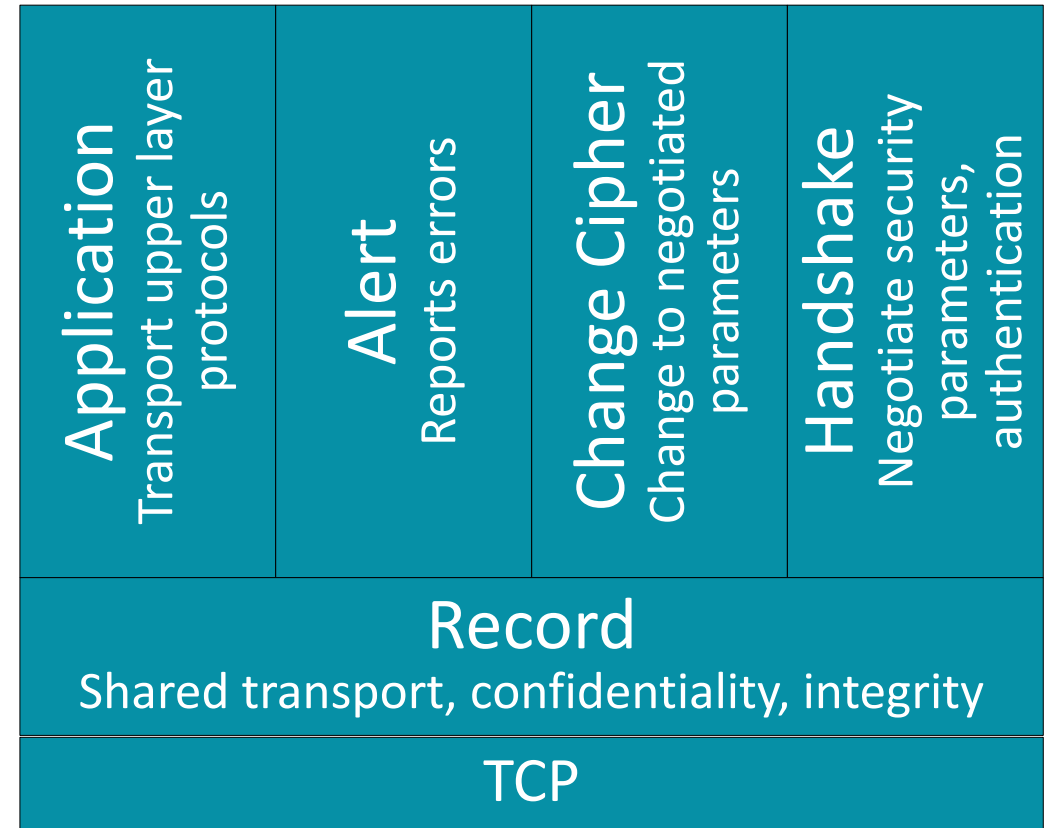 Application
Transport upper layer
protocols
Alert
Reports errors
Change Cipher
Change to negotiated
parameters
Handshake
Negotiate security
parameters,
authentication
Record
Shared transport, confidentiality, integrity
TCP